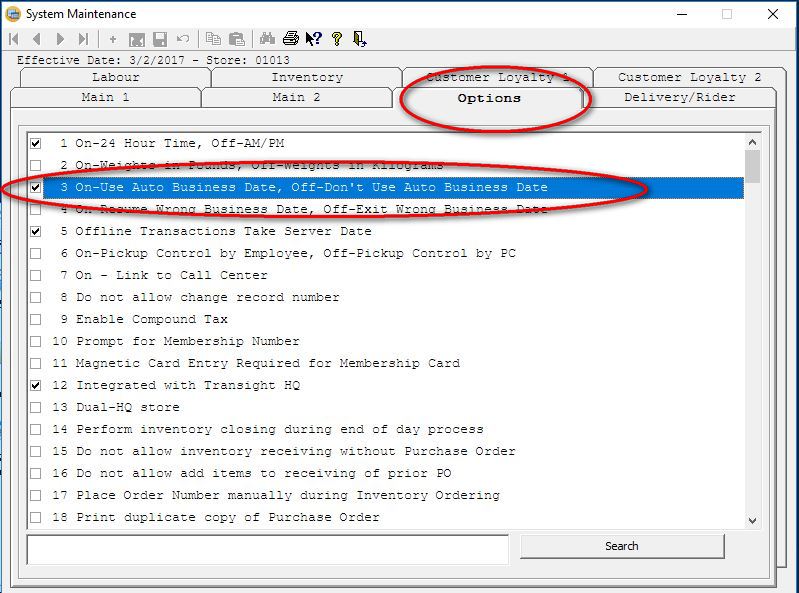 System Maintenance
Effective Date: 3/2/2017 - Store: 01013
Labour Inventory Customer Loyalty 1 Customer Loyalty 2
Main 1 Main 2 Options Delivery/Rider
1 On-24 Hour Time, Off-AM/PM
2 On-Weights in Pounds, Off-Weights in Kilograms
3 On-Use Auto Business Date, Off-Don't Use Auto Business Date
4 On-Resume Wrong Business Date, Off-Exit Wrong Business Date
5 Offline Transactions Take Server Date
6 On-Pickup Control by Employee, Off-Pickup Control by PC
7 On - Link to Call Center
8 Do not allow change record number
9 Enable Compound Tax
10 Prompt for Membership Number
11 Magnetic Card Entry Required for Membership Card
12 Integrated with Transight HQ
13 Dual-HQ store
14 Perform inventory closing during end of day process
15 Do not allow inventory receiving without Purchase Order
16 Do not allow add items to receiving of prior PO
17 Place Order Number manually during Inventory Ordering
18 Print duplicate copy of Purchase Order
Search